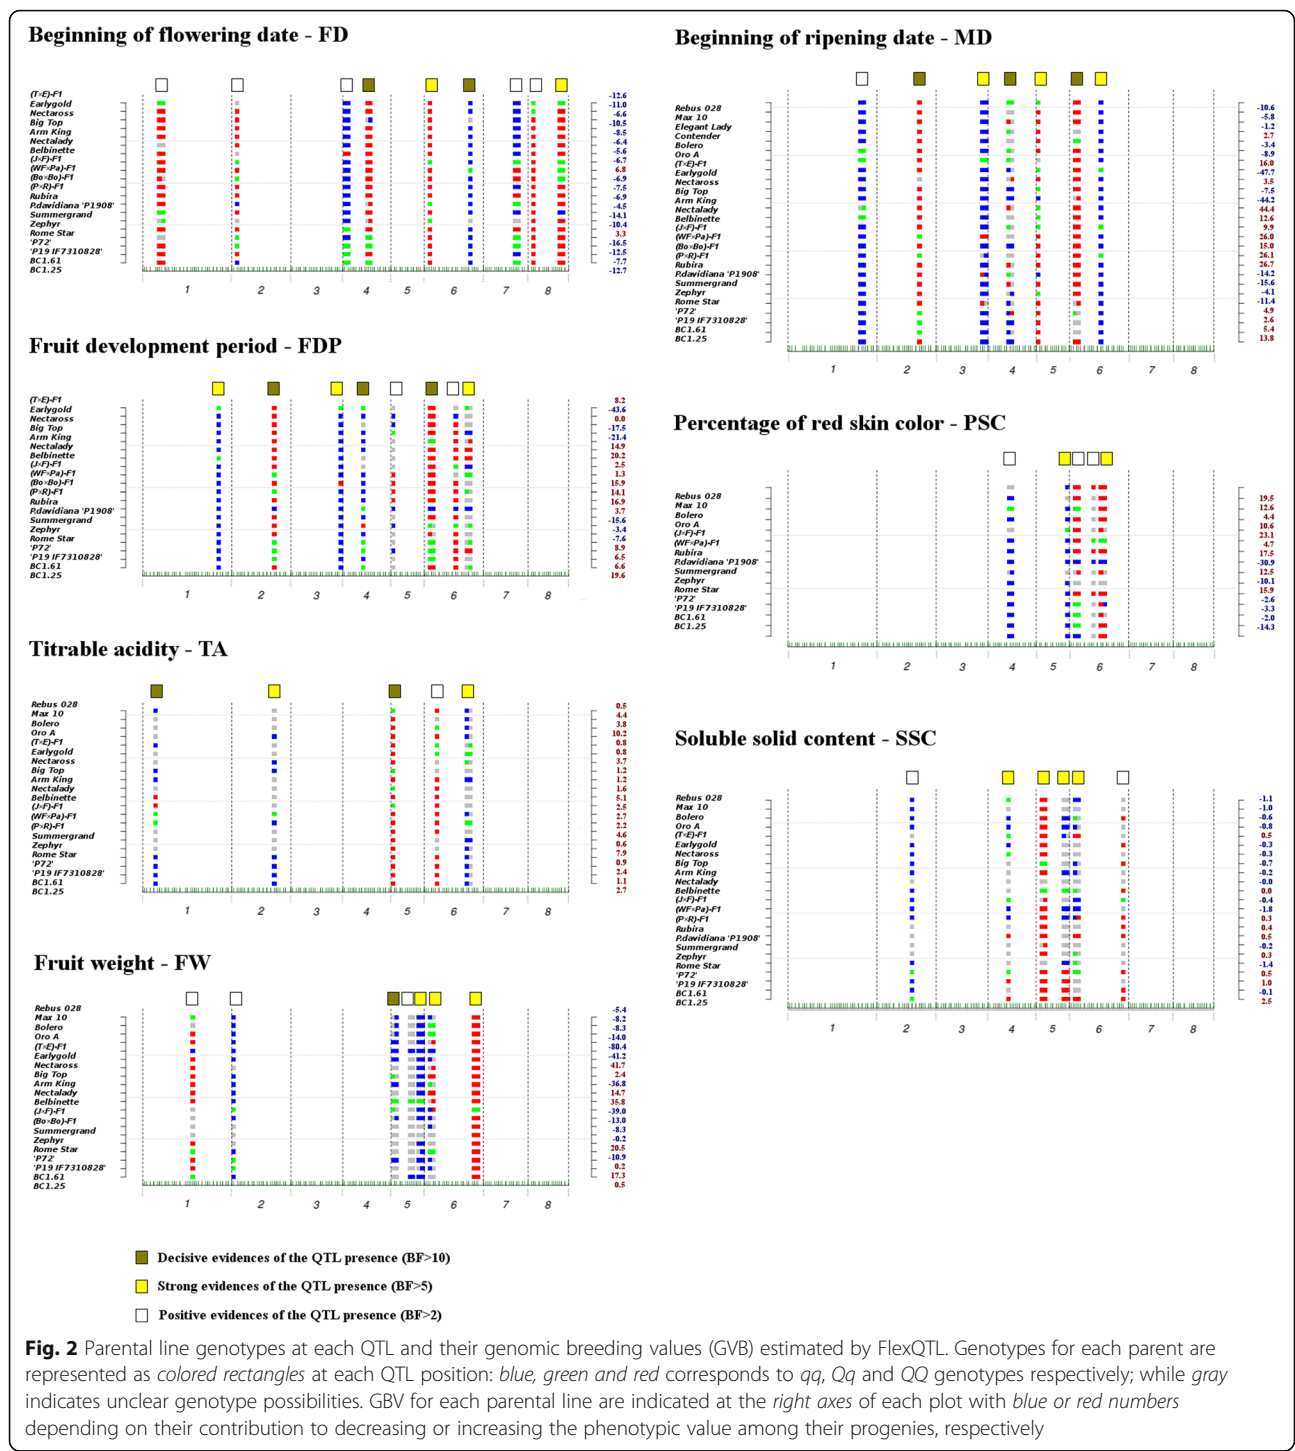 Beginning of flowering date - FD
(T×E)-F1 -12.6
Earlygold -11.0
Nectaross -6.6
Big Top -10.5
Arm King -8.5
Nectalady -6.4
Belbinette -5.6
(J×F)-F1 -6.7
(WF×Pa)-F1 6.8
(Bo×Bo)-F1 -6.9
(P×R)-F1 -7.5
Rubira -6.9
P.davidiana 'P1908' -4.5
Summergrand -14.1
Zephyr -10.4
Rome Star 3.3
'P72' -16.5
'P19 IF7310828' -12.5
BC1.61 -7.7
BC1.25 -12.7
1 2 3 4 5 6 7 8
Fruit development period - FDP
(T×E)-F1 8.2
Earlygold -43.6
Nectaross 0.0
Big Top -17.5
Arm King -21.4
Nectalady 14.9
Belbinette 20.2
(J×F)-F1 2.5
(WF×Pa)-F1 1.3
(Bo×Bo)-F1 15.9
(P×R)-F1 14.1
Rubira 16.9
P.davidiana 'P1908' 3.7
Summergrand -15.6
Zephyr -3.4
Rome Star -7.6
'P72' 8.9
'P19 IF7310828' 6.5
BC1.61 6.6
BC1.25 19.6
1 2 3 4 5 6 7 8
Titrable acidity - TA
Rebus 028 0.5
Max 10 4.4
Bolero 3.8
Oro A 10.2
(T×E)-F1 0.8
Earlygold 0.8
Nectaross 3.7
Big Top 1.2
Arm King 1.2
Nectalady 1.6
Belbinette 5.1
(J×F)-F1 2.5
(WF×Pa)-F1 2.7
(P×R)-F1 2.2
Summergrand 4.6
Zephyr 0.6
Rome Star 7.9
'P72' 0.9
'P19 IF7310828' 2.4
BC1.61 1.1
BC1.25 2.7
1 2 3 4 5 6 7 8
Fruit weight - FW
Rebus 028 -5.4
Max 10 -8.2
Bolero -8.3
Oro A -14.0
(T×E)-F1 -80.4
Earlygold -41.2
Nectaross 41.7
Big Top 2.4
Arm King -36.8
Nectalady 14.7
Belbinette 35.8
(J×F)-F1 -39.0
(Bo×Bo)-F1 -13.0
Summergrand -8.3
Zephyr -0.2
Rome Star 20.5
'P72' -10.9
'P19 IF7310828' 0.2
BC1.61 17.3
BC1.25 0.5
1 2 3 4 5 6 7 8
Decisive evidences of the QTL presence (BF>10)
Strong evidences of the QTL presence (BF>5)
Positive evidences of the QTL presence (BF>2)
Beginning of ripening date - MD
Rebus 028 -10.6
Max 10 -5.8
Elegant Lady -1.2
Contender 2.7
Bolero -3.4
Oro A -8.9
(T×E)-F1 16.0
Earlygold -47.7
Nectaross 3.5
Big Top -7.5
Arm King -44.2
Nectalady 44.4
Belbinette 12.6
(J×F)-F1 9.9
(WF×Pa)-F1 26.0
(Bo×Bo)-F1 15.0
(P×R)-F1 26.1
Rubira 26.7
P.davidiana 'P1908' -14.2
Summergrand -15.6
Zephyr -4.1
Rome Star -11.4
'P72' 4.9
'P19 IF7310828' 2.6
BC1.61 5.4
BC1.25 13.8
1 2 3 4 5 6 7 8
Percentage of red skin color - PSC
Rebus 028 19.5
Max 10 12.6
Bolero 4.4
Oro A 10.6
(J×F)-F1 23.1
(WF×Pa)-F1 4.7
Rubira 17.5
P.davidiana 'P1908' -30.9
Summergrand 12.5
Zephyr -10.1
Rome Star 15.9
'P72' -2.6
'P19 IF7310828' -3.3
BC1.61 -2.0
BC1.25 -14.3
1 2 3 4 5 6 7 8
Soluble solid content - SSC
Rebus 028 -1.1
Max 10 -1.0
Bolero -0.6
Oro A -0.8
(T×E)-F1 0.5
Earlygold -0.3
Nectaross -0.3
Big Top -0.7
Arm King -0.2
Nectalady -0.0
Belbinette 0.0
(J×F)-F1 -0.4
(WF×Pa)-F1 -1.8
(P×R)-F1 0.3
Rubira 0.4
P.davidiana 'P1908' 0.5
Summergrand -0.2
Zephyr 0.3
Rome Star -1.4
'P72' 0.5
'P19 IF7310828' 1.0
BC1.61 -0.1
BC1.25 2.5
1 2 3 4 5 6 7 8
Fig. 2 Parental line genotypes at each QTL and their genomic breeding values (GVB) estimated by FlexQTL. Genotypes for each parent are
represented as colored rectangles at each QTL position: blue, green and red corresponds to qq, Qq and QQ genotypes respectively; while gray
indicates unclear genotype possibilities. GBV for each parental line are indicated at the right axes of each plot with blue or red numbers
depending on their contribution to decreasing or increasing the phenotypic value among their progenies, respectively